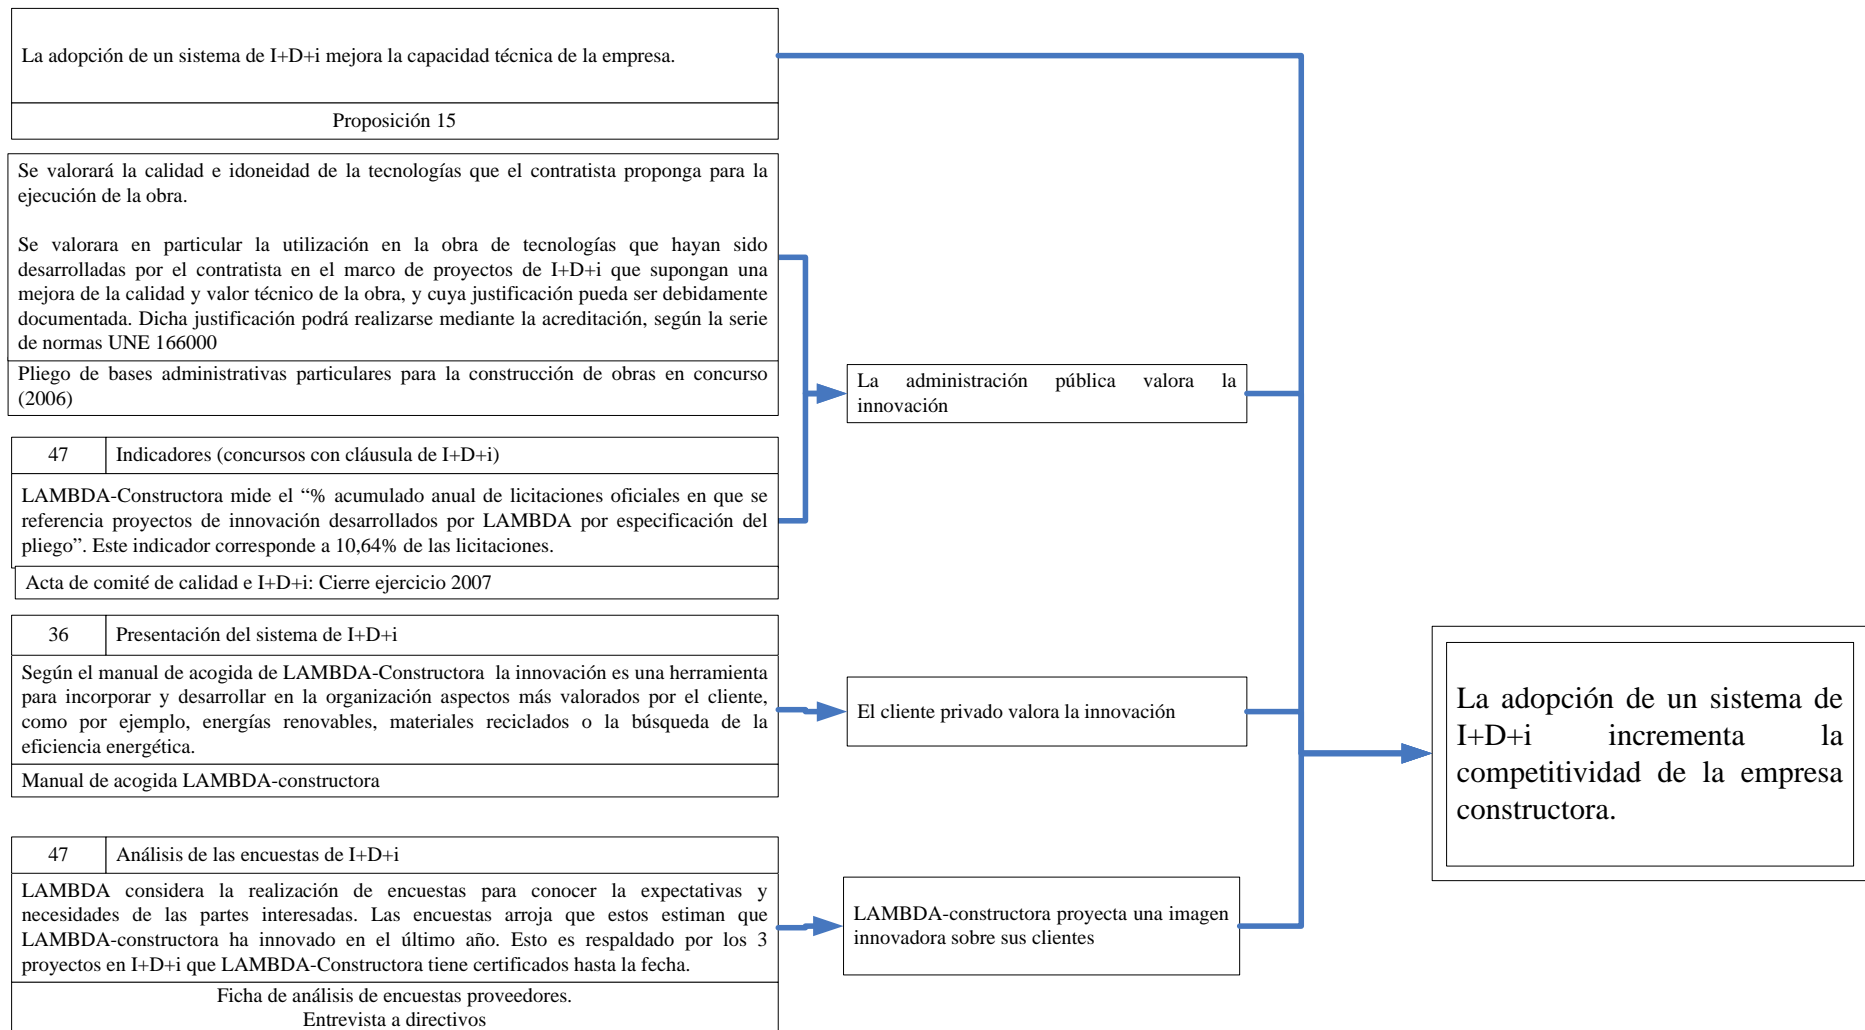 La adopción de un sistema de I+D+i mejora la capacidad técnica de la empresa.
Proposición 15
Se valorará la calidad e idoneidad de la tecnologías que el contratista proponga para la
ejecución de la obra.
Se valorara en particular la utilización en la obra de tecnologías que hayan sido
desarrolladas por el contratista en el marco de proyectos de I+D+i que supongan una
mejora de la calidad y valor técnico de la obra, y cuya justificación pueda ser debidamente
documentada. Dicha justificación podrá realizarse mediante la acreditación, según la serie
de normas UNE 166000
Pliego de bases administrativas particulares para la construcción de obras en concurso
(2006)
47 Indicadores (concursos con cláusula de I+D+i)
LAMBDA-Constructora mide el “% acumulado anual de licitaciones oficiales en que se
referencia proyectos de innovación desarrollados por LAMBDA por especificación del
pliego”. Este indicador corresponde a 10,64% de las licitaciones.
Acta de comité de calidad e I+D+i: Cierre ejercicio 2007
36 Presentación del sistema de I+D+i
Según el manual de acogida de LAMBDA-Constructora la innovación es una herramienta
para incorporar y desarrollar en la organización aspectos más valorados por el cliente,
como por ejemplo, energías renovables, materiales reciclados o la búsqueda de la
eficiencia energética.
Manual de acogida LAMBDA-constructora
47 Análisis de las encuestas de I+D+i
LAMBDA considera la realización de encuestas para conocer la expectativas y
necesidades de las partes interesadas. Las encuestas arroja que estos estiman que
LAMBDA-constructora ha innovado en el último año. Esto es respaldado por los 3
proyectos en I+D+i que LAMBDA-Constructora tiene certificados hasta la fecha.
Ficha de análisis de encuestas proveedores.
Entrevista a directivos
La administración pública valora la
innovación
El cliente privado valora la innovación
LAMBDA-constructora proyecta una imagen
innovadora sobre sus clientes
La adopción de un sistema de
I+D+i incrementa la
competitividad de la empresa
constructora.